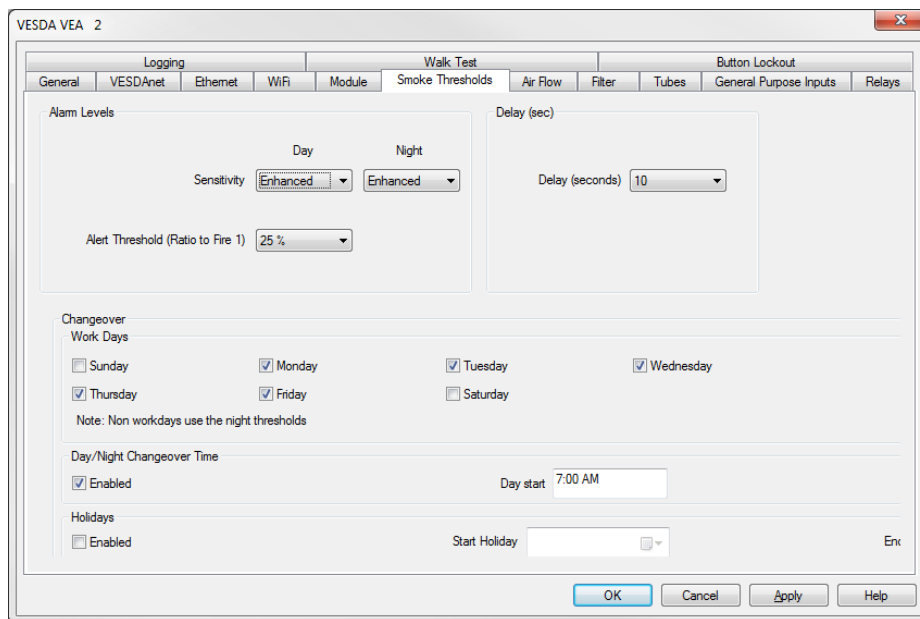 VESDA VEA 2
Logging Walk Test Button Lockout
General VESDAnet Ethernet WiFi Module Smoke Thresholds Air Flow Filter Tubes General Purpose Inputs Relays
Alarm Levels Delay (sec)
Day Night
Sensitivity Enhanced Enhanced Delay (seconds) 10
Alert Threshold (Ratio to Fire 1) 25 %
Changeover
Work Days
Sunday Monday Tuesday Wednesday
Thursday Friday Saturday
Note: Non workdays use the night thresholds
Day/Night Changeover Time
Enabled Day start 7:00 AM
Holidays
Enabled Start Holiday
OK Cancel Apply Help